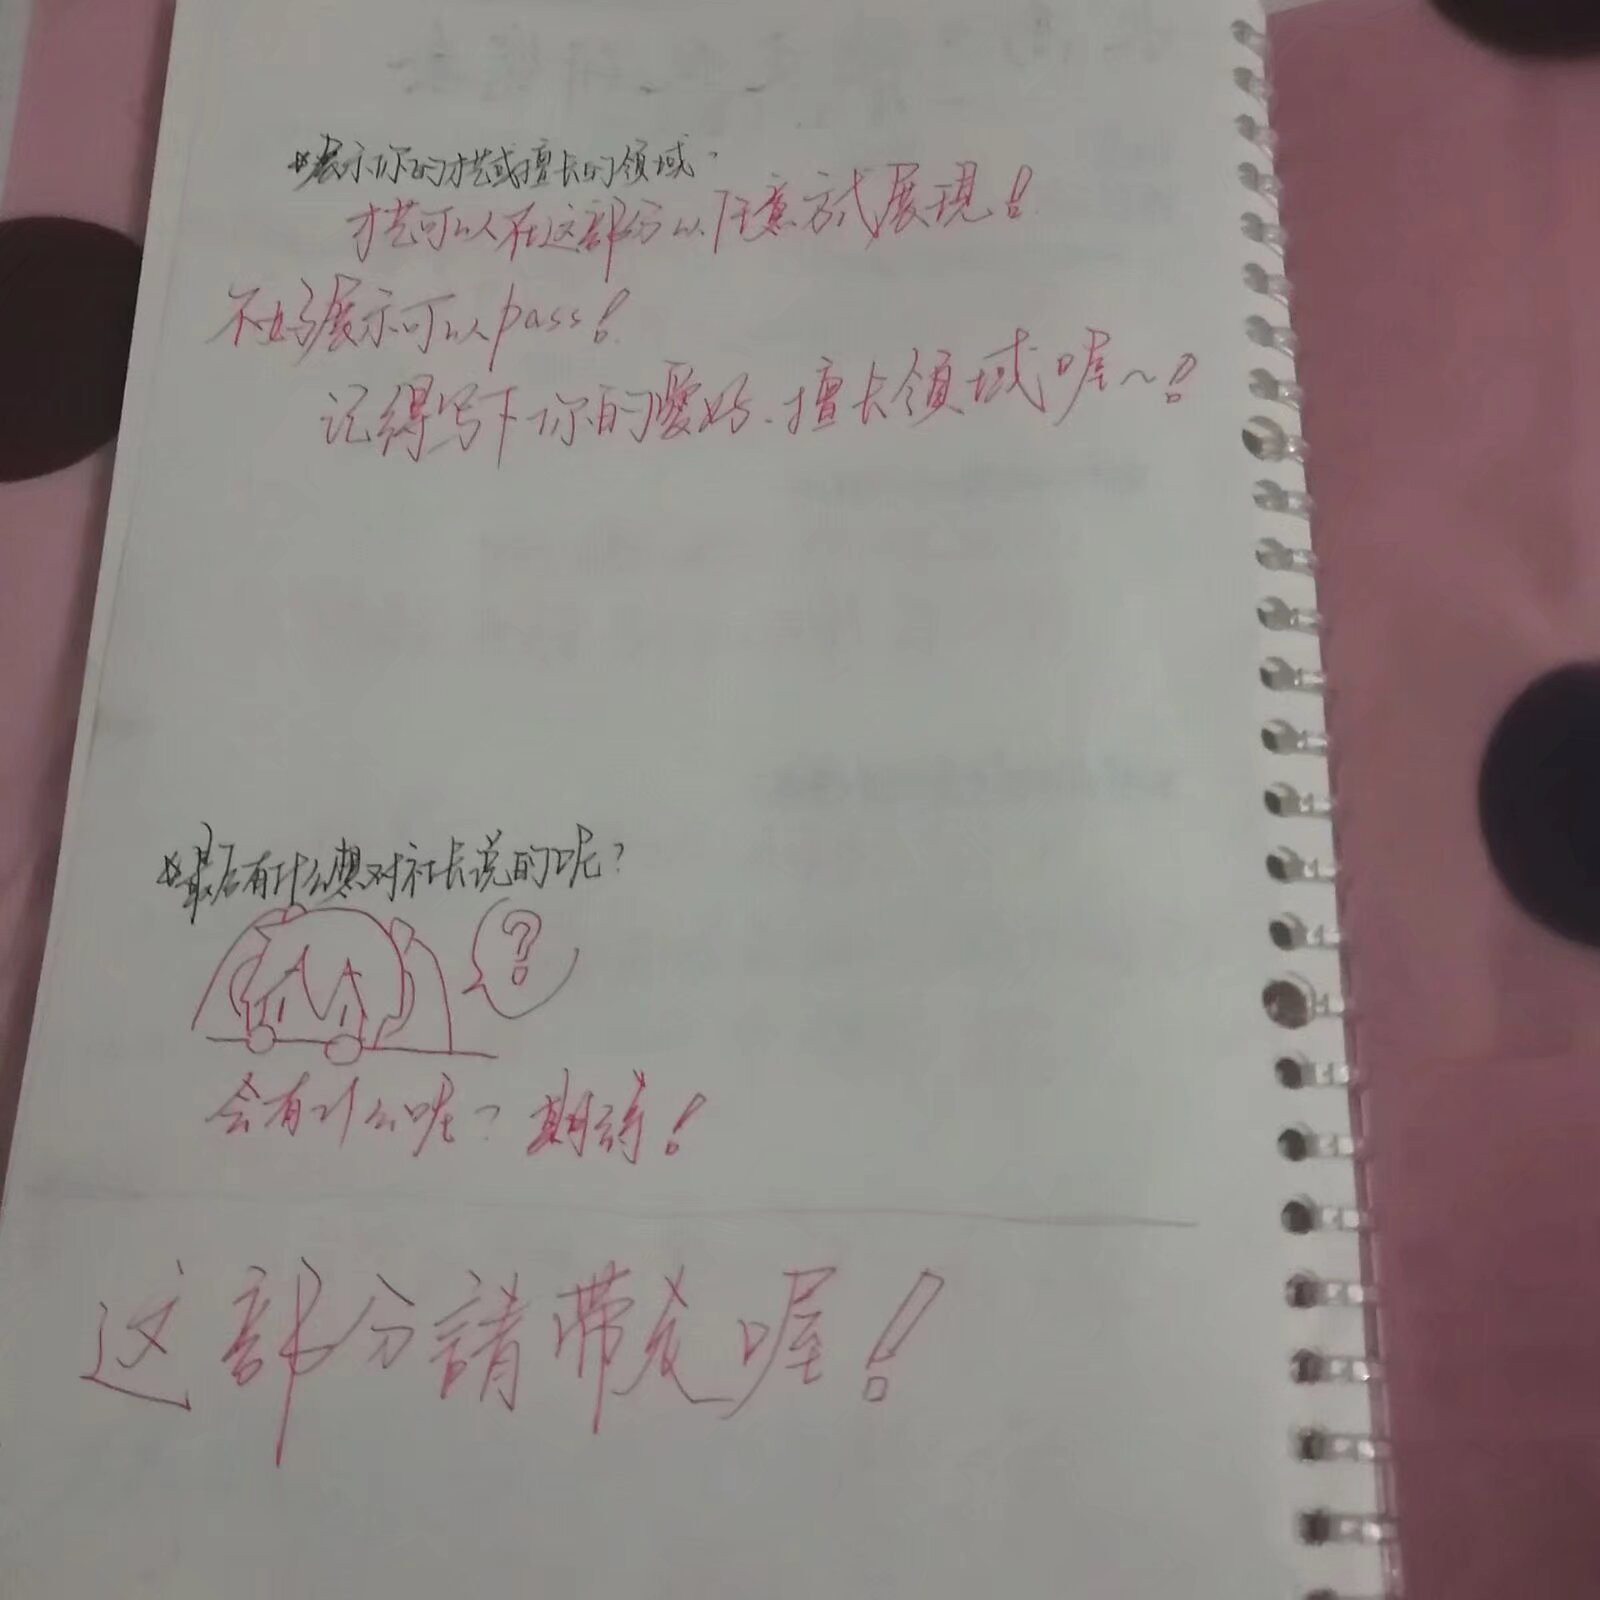 *展示你的才艺或擅长的领域。
才艺可以在这部分以任意方式展現!
不好展示可以pass!
记得写下你的愛好、擅长领域喔~!
*最后有什么想对社长说的呢?
?
会有什么呢?期待!
这部分請带走喔!